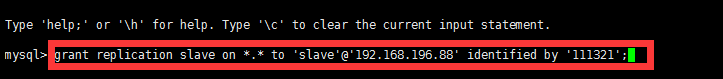 Type 'help;' or '\h' for help. Type '\c' to clear the current input statement.
mysql> grant replication slave on *.* to 'slave'@'192.168.196.88' identified by '111321';